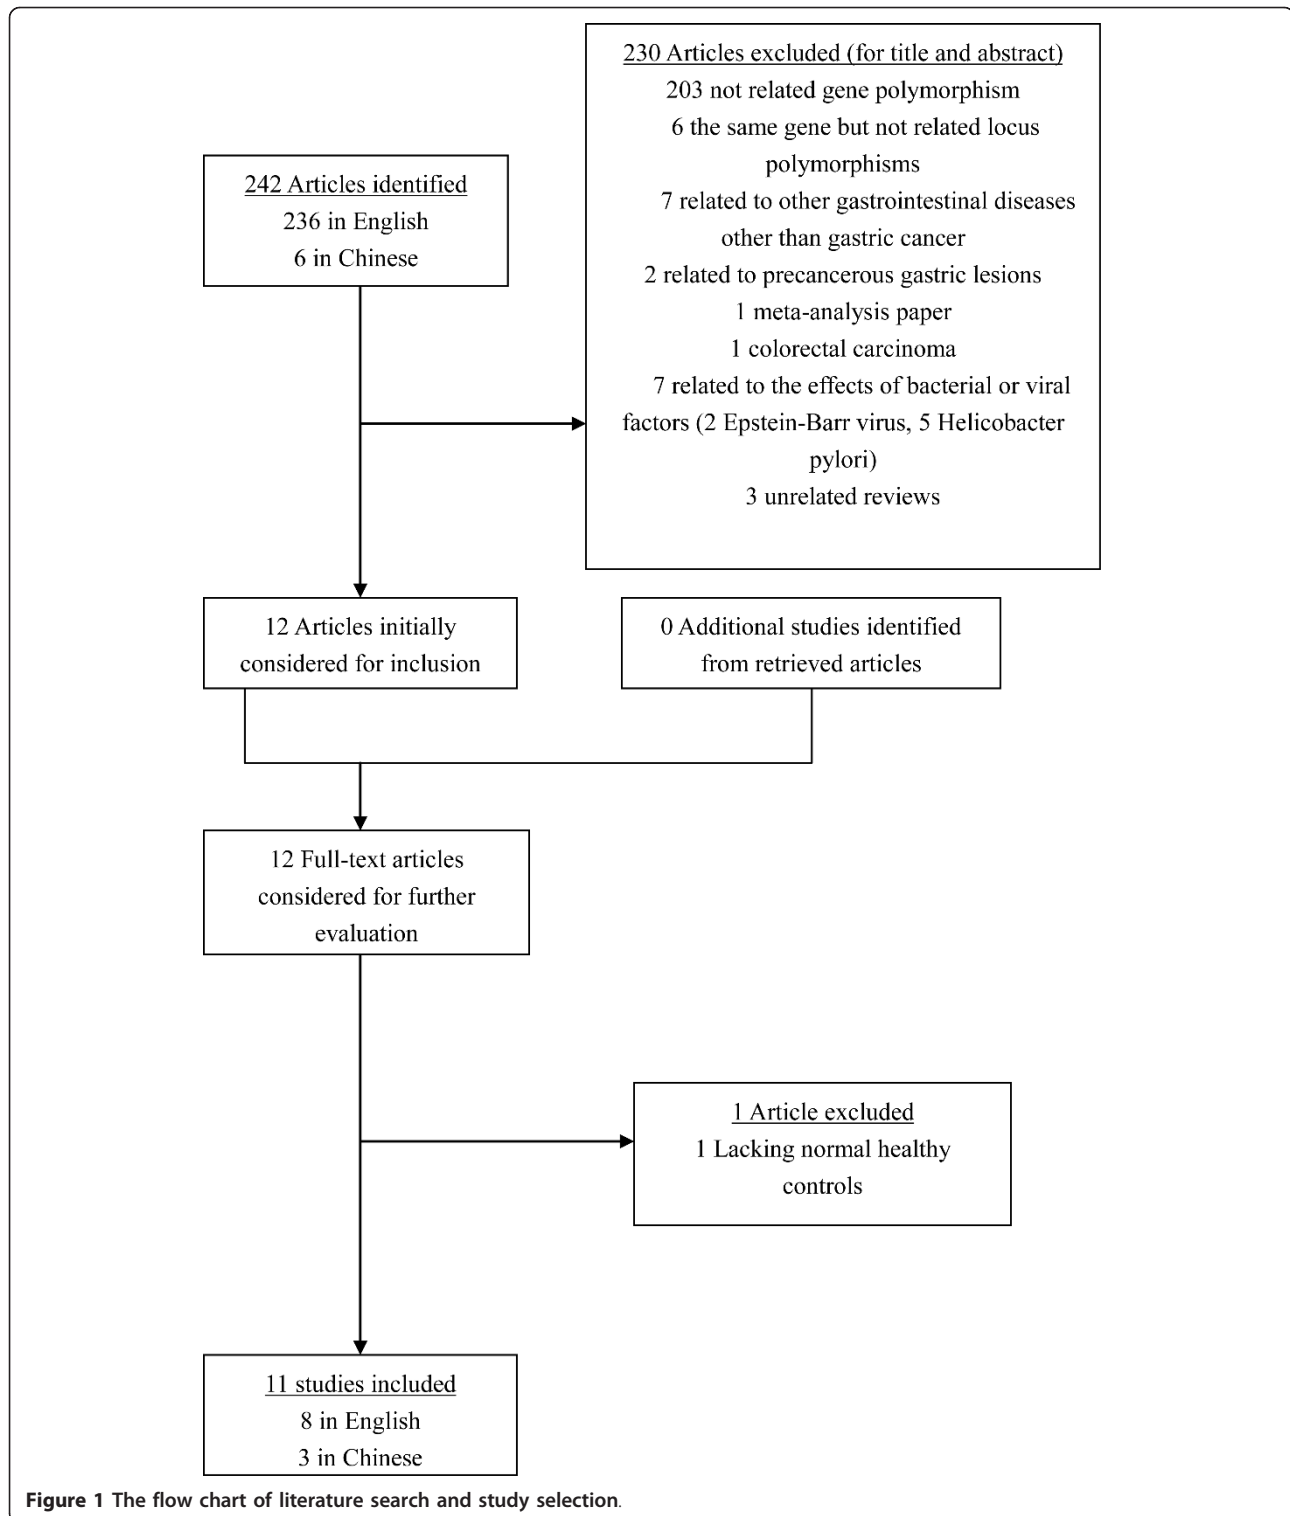 242 Articles identified
236 in English
6 in Chinese
230 Articles excluded (for title and abstract)
203 not related gene polymorphism
6 the same gene but not related locus
polymorphisms
7 related to other gastrointestinal diseases
other than gastric cancer
2 related to precancerous gastric lesions
1 meta-analysis paper
1 colorectal carcinoma
7 related to the effects of bacterial or viral
factors (2 Epstein-Barr virus, 5 Helicobacter
pylori)
3 unrelated reviews
12 Articles initially
considered for inclusion
0 Additional studies identified
from retrieved articles
12 Full-text articles
considered for further
evaluation
1 Article excluded
1 Lacking normal healthy
controls
11 studies included
8 in English
3 in Chinese
Figure 1 The flow chart of literature search and study selection.